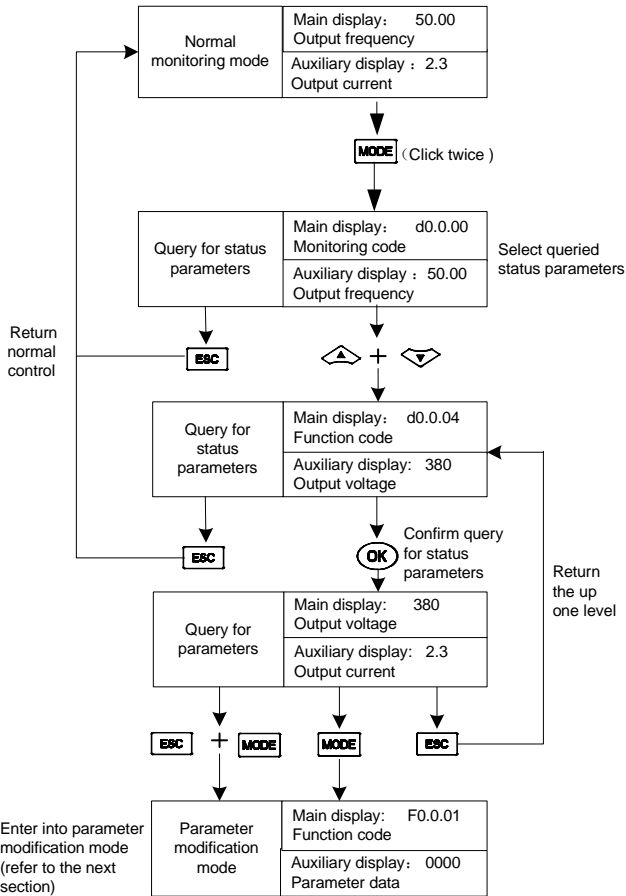 Normal
monitoring mode
Main display： 50.00
Output frequency
Auxiliary display ：2.3
Output current
MODE（Click twice )
Query for status
parameters
Main display： d0.0.00
Monitoring code
Auxiliary display ：50.00
Output frequency
Select queried
status parameters
Return
normal
control
ESC
+
Query for
status
parameters
Main display： d0.0.04
Function code
Auxiliary display: 380
Output voltage
ESC
OK
Confirm query
for status
parameters
Return
the up
one level
Query for
parameters
Main display: 380
Output voltage
Auxiliary display: 2.3
Output current
ESC + MODE
MODE
ESC
Enter into parameter
modification mode
(refer to the next
section)
Parameter
modification
mode
Main display: F0.0.01
Function code
Auxiliary display： 0000
Parameter data